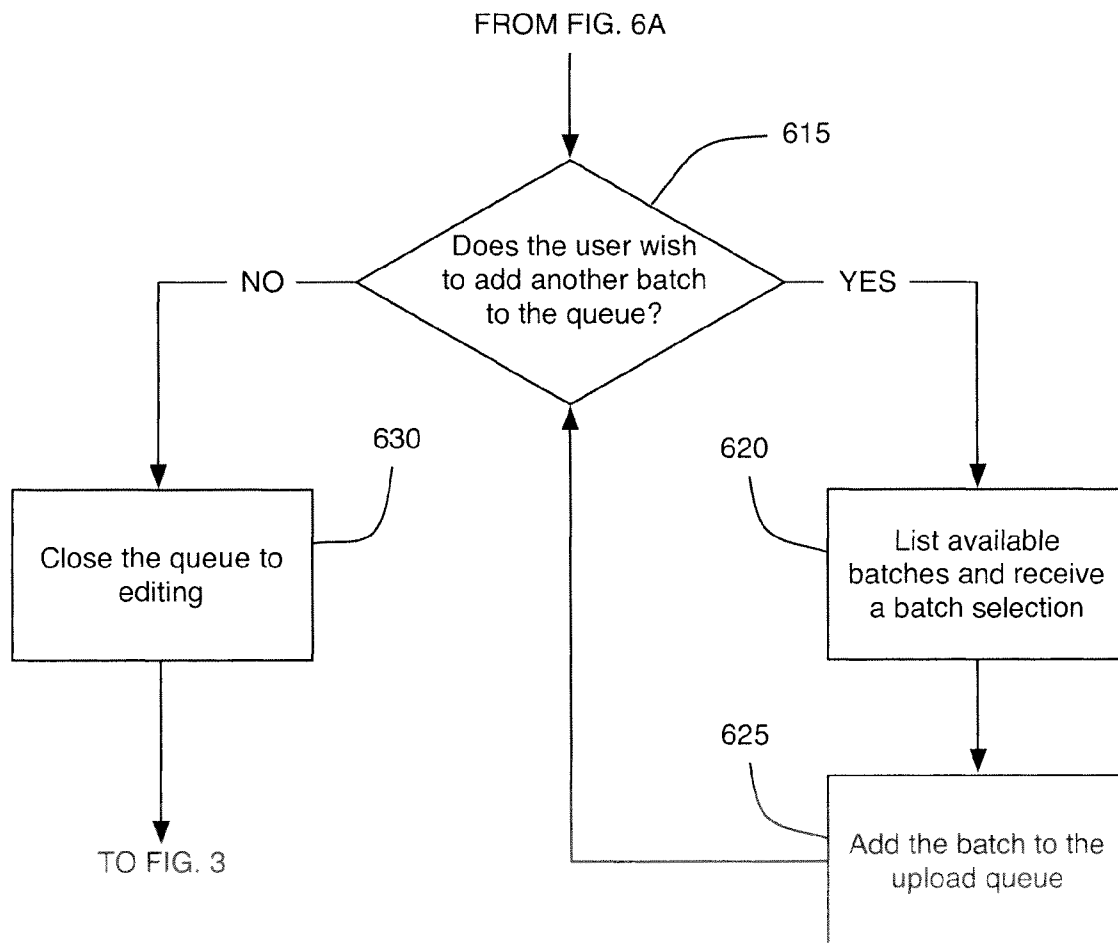 FROM FIG. 6A
615
Does the user wish
to add another batch
to the queue?
NO
YES
630
620
Close the queue to
editing
List available
batches and receive
a batch selection
625
Add the batch to the
upload queue
TO FIG. 3